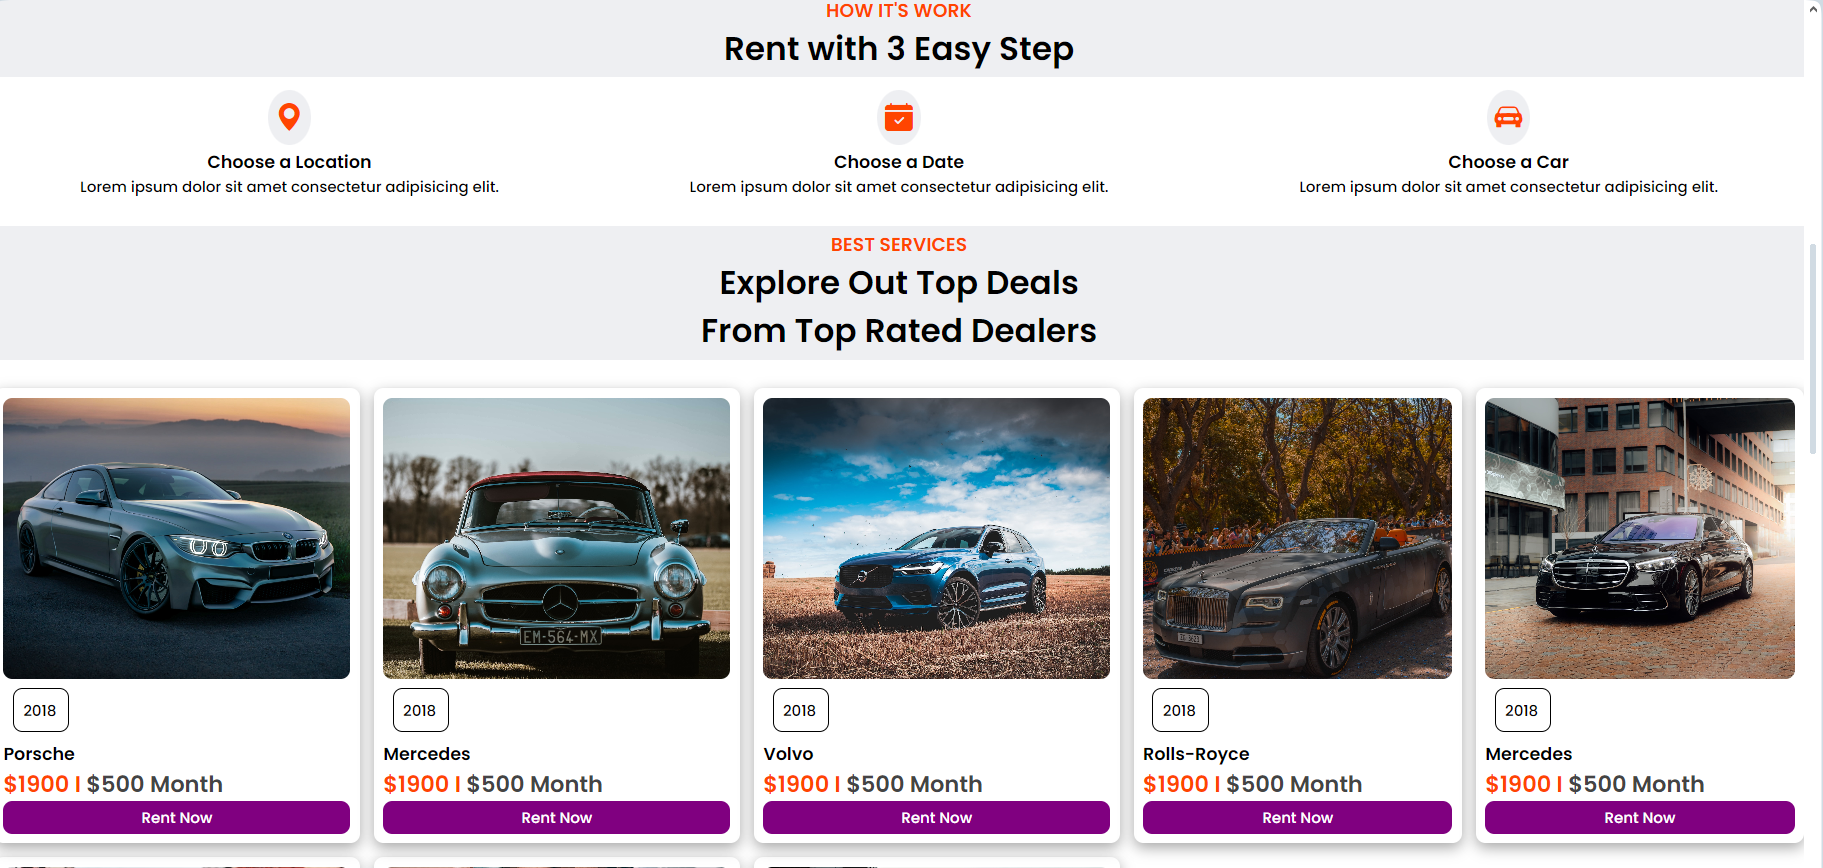 HOW IT'S WORK
Rent with 3 Easy Step
Choose a Location
Lorem ipsum dolor sit amet consectetur adipisicing elit.
Choose a Date
Lorem ipsum dolor sit amet consectetur adipisicing elit.
Choose a Car
Lorem ipsum dolor sit amet consectetur adipisicing elit.
BEST SERVICES
Explore Out Top Deals
From Top Rated Dealers
2018
Porsche
$1900 | $500 Month
Rent Now
EM-564-MX
2018
Mercedes
$1900 | $500 Month
Rent Now
2018
Volvo
$1900 | $500 Month
Rent Now
2018
Rolls-Royce
$1900 | $500 Month
Rent Now
2018
Mercedes
$1900 | $500 Month
Rent Now